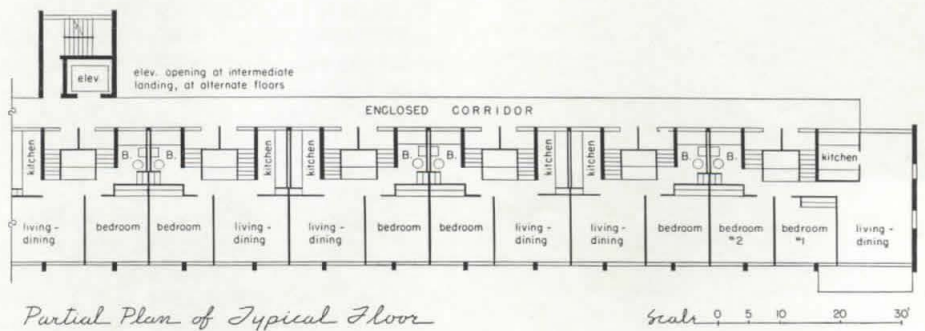 elev.
elev. opening at intermediate
landing, at alternate floors
ENCLOSED CORRIDOR
kitchen
B.
B.
kitchen
kitchen
B.
B.
kitchen
kitchen
B.
B.
kitchen
living -
dining
bedroom
bedroom
living -
dining
living -
dining
bedroom
bedroom
living -
dining
living -
dining
bedroom
bedroom
#2
bedroom
#1
living -
dining
Partial Plan of Typical Floor
Scale 0 5 10 20 30'